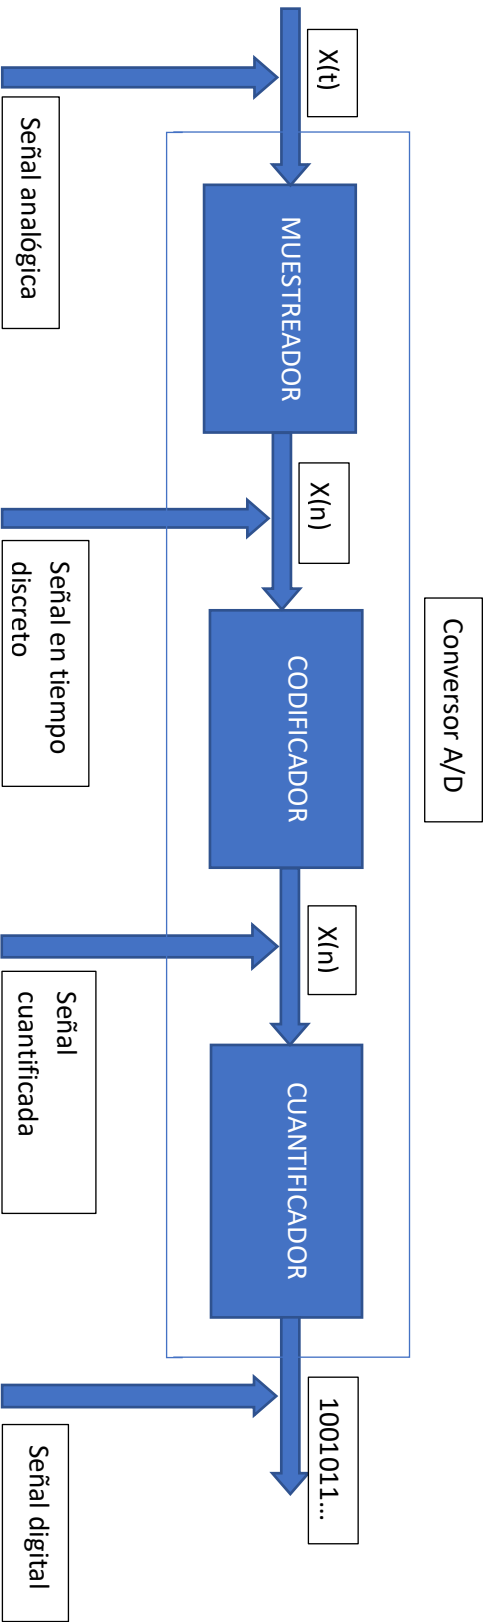 Conversor A/D
X(t)
X(n)
X(n)
1001011...
MUESTREADOR
CODIFICADOR
CUANTIFICADOR
Señal analógica
Señal en tiempo
discreto
Señal
cuantificada
Señal digital